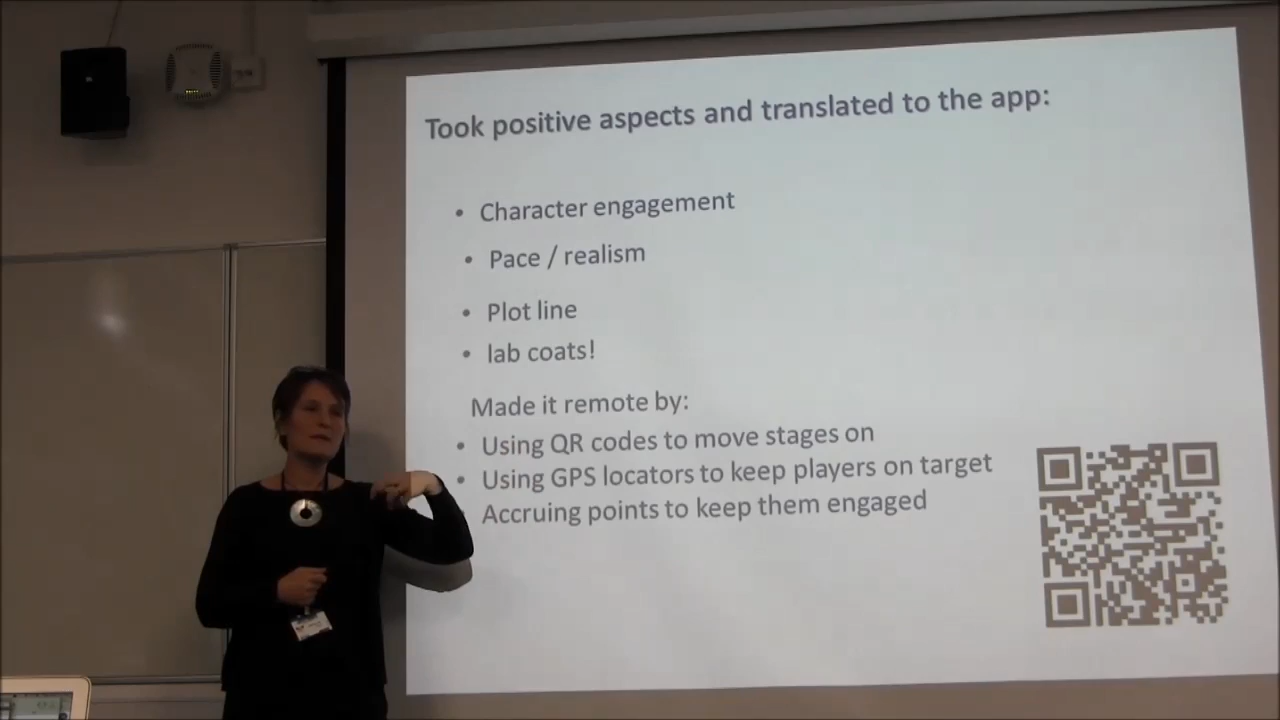 Took positive aspects and translated to the app:
• Character engagement
• Pace / realism
• Plot line
• lab coats!
Made it remote by:
• Using QR codes to move stages on
• Using GPS locators to keep players on target
Accruing points to keep them engaged